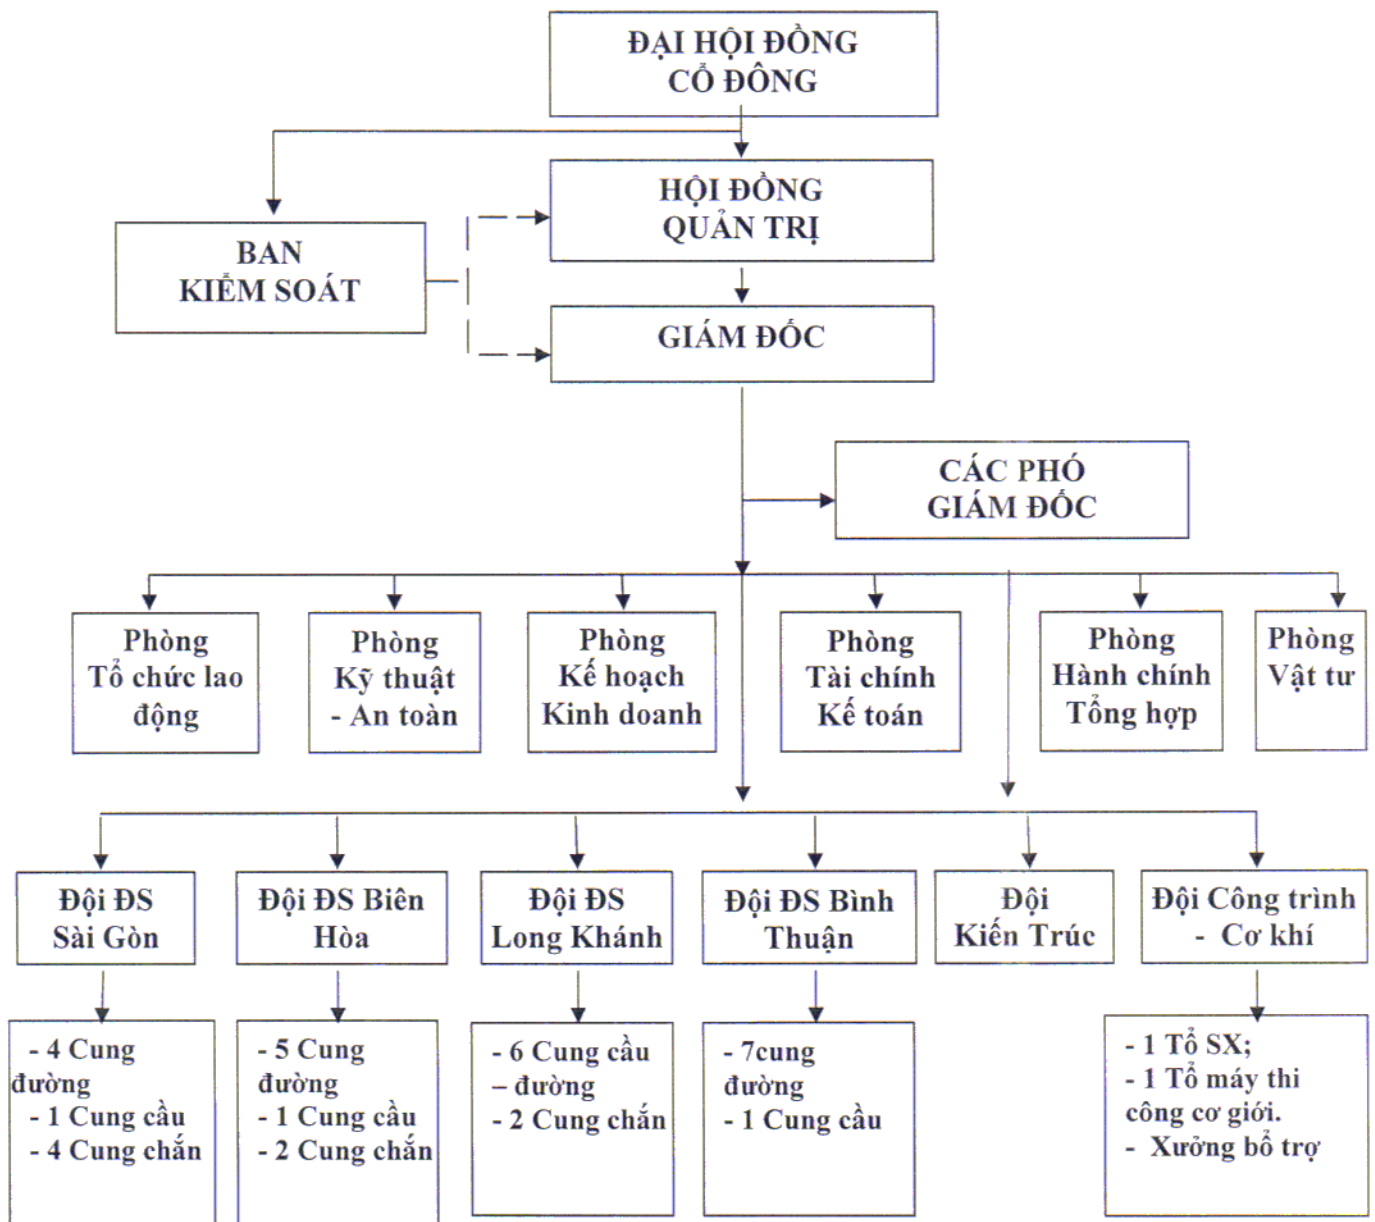 ĐẠI HỘI ĐỒNG
CỔ ĐÔNG
HỘI ĐỒNG
QUẢN TRỊ
BAN
KIỂM SOÁT
GIÁM ĐỐC
CÁC PHÓ
GIÁM ĐỐC
Phòng
Tổ chức lao
động
Phòng
Kỹ thuật
- An toàn
Phòng
Kế hoạch
Kinh doanh
Phòng
Tài chính
Kế toán
Phòng
Hành chính
Tổng hợp
Phòng
Vật tư
Đội ĐS
Sài Gòn
Đội ĐS Biên
Hòa
Đội ĐS
Long Khánh
Đội ĐS Bình
Thuận
Đội
Kiến Trúc
Đội Công trình
- Cơ khí
- 4 Cung
đường
- 1 Cung cầu
- 4 Cung chắn
- 5 Cung
đường
- 1 Cung cầu
- 2 Cung chắn
- 6 Cung cầu
– đường
- 2 Cung chắn
- 7cung
đường
- 1 Cung cầu
- 1 Tổ SX;
- 1 Tổ máy thi
công cơ giới.
- Xưởng bổ trợ